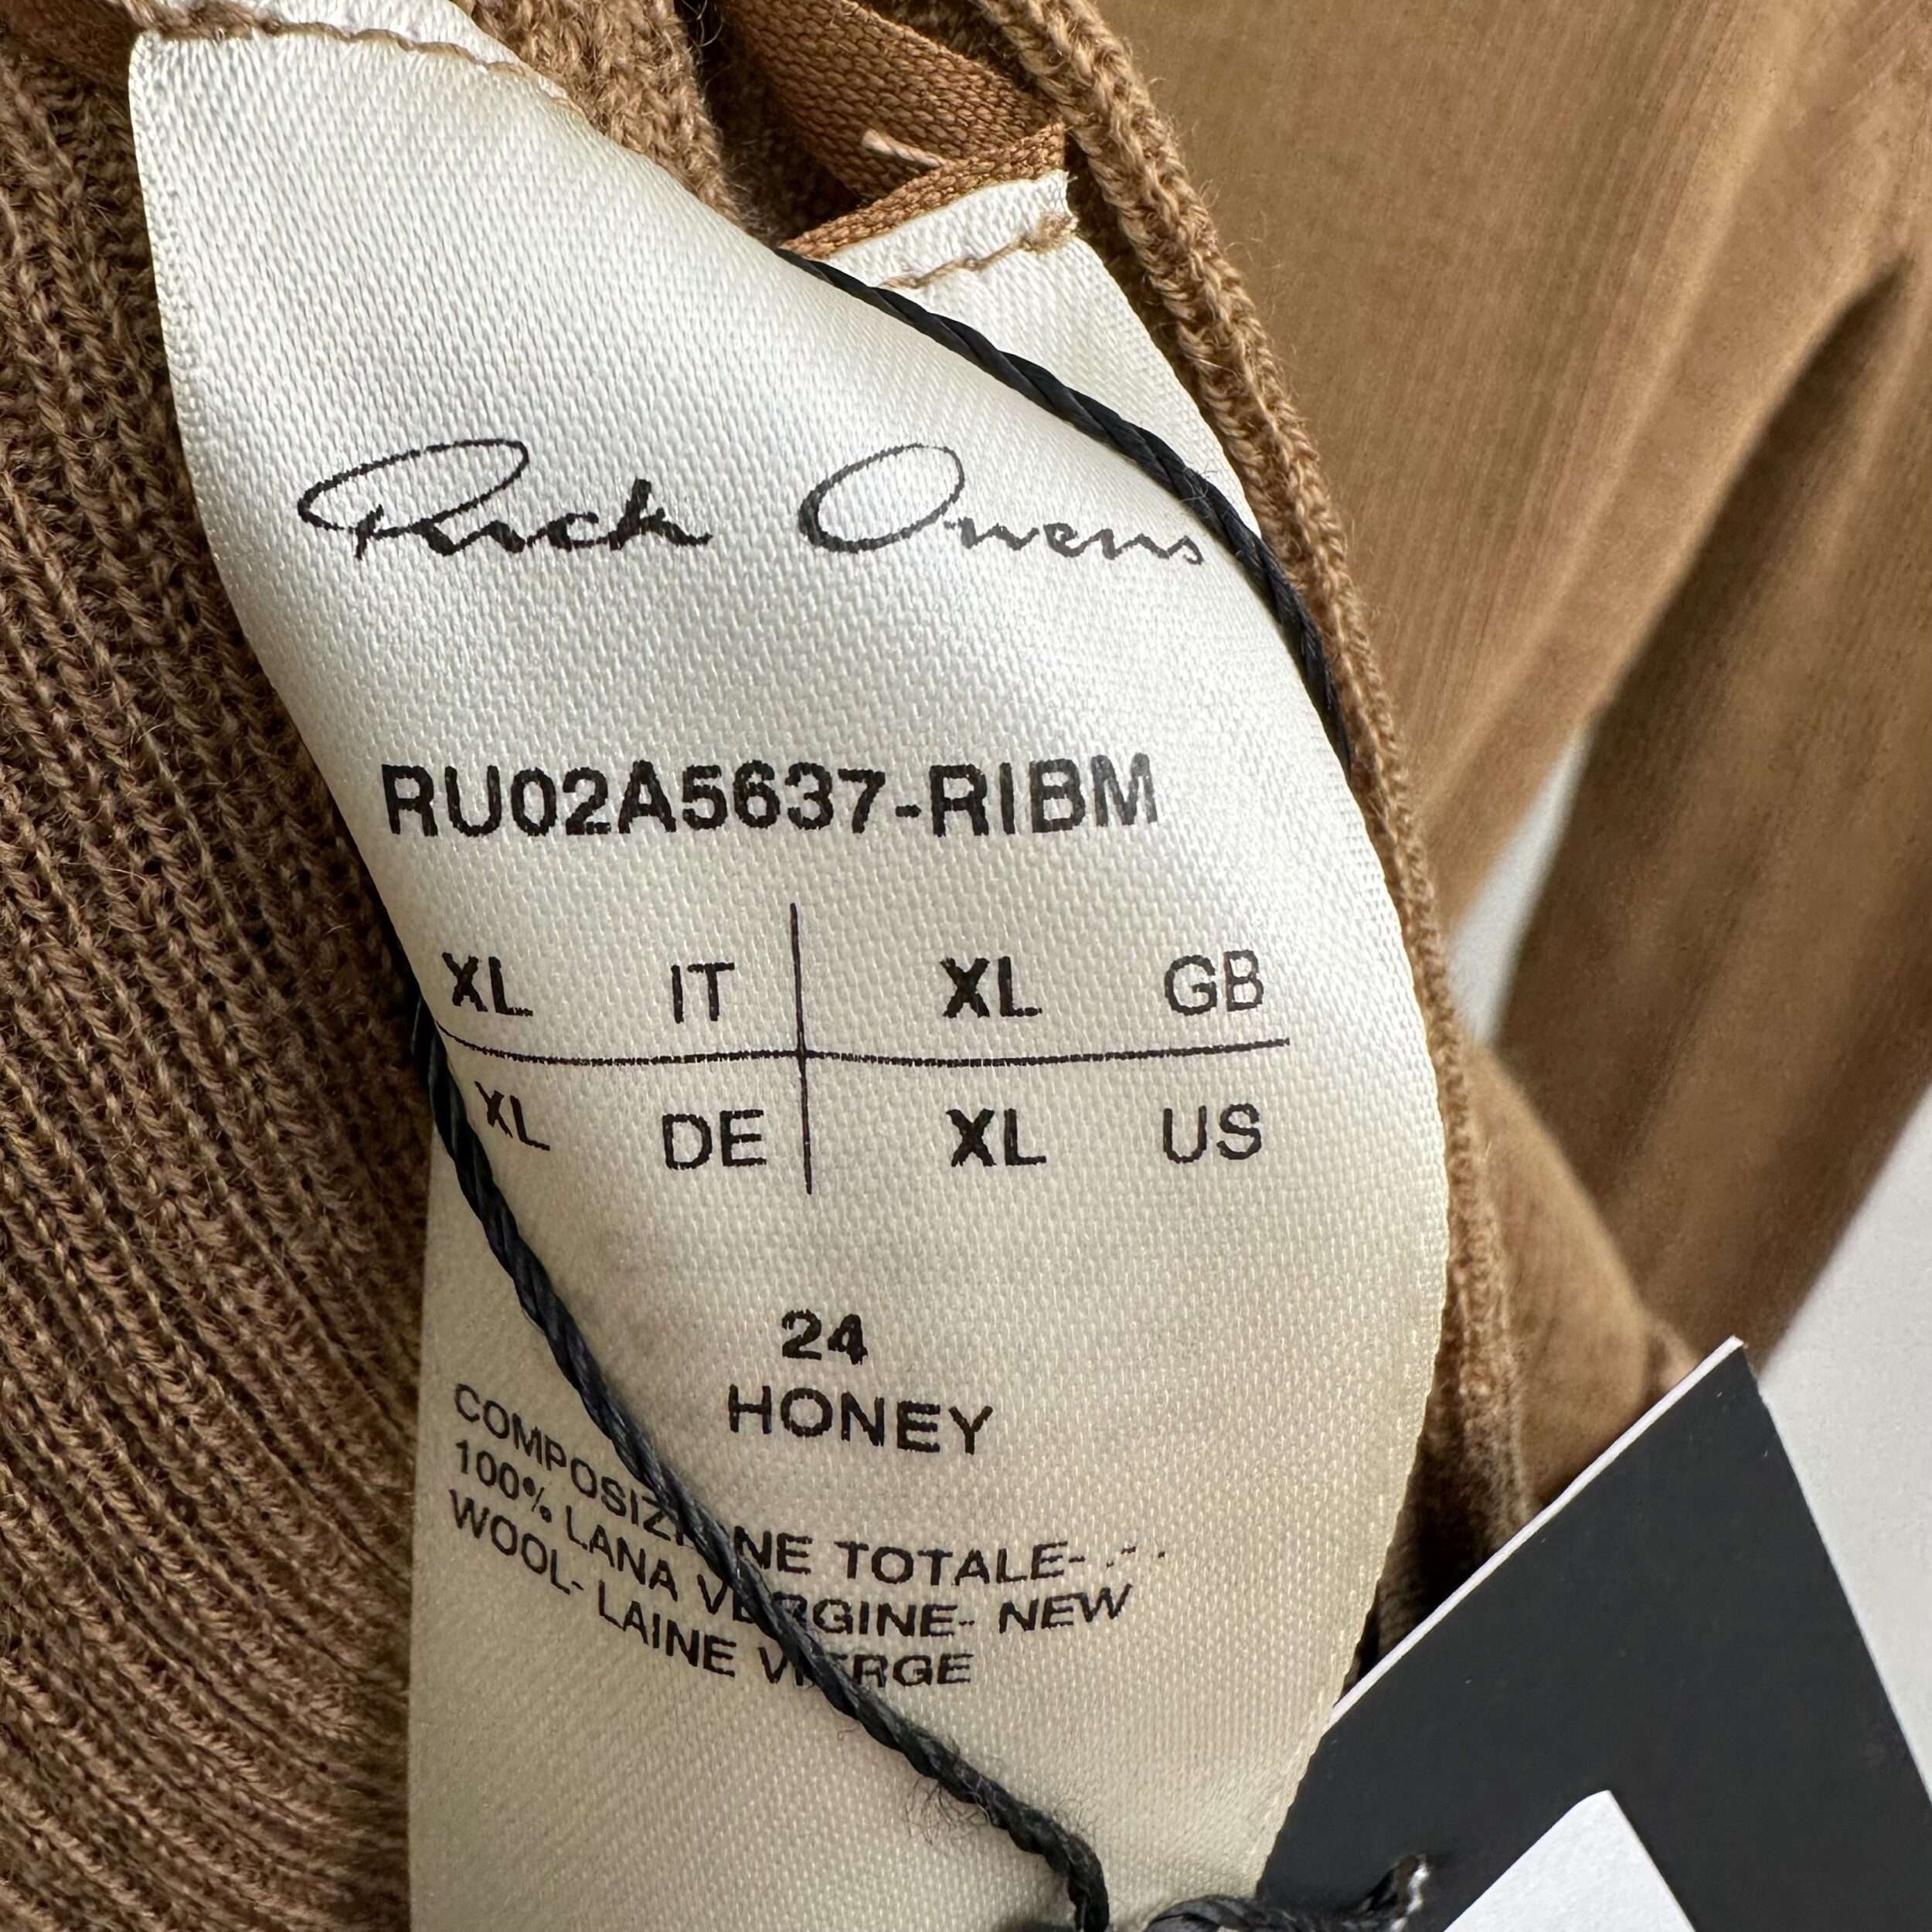 Rick Owens
RU02A5637-RIBM
XL IT XL GB
XL DE XL US
24
HONEY
COMPOSIZIONE TOTALE- .- .
100% LANA VERGINE- NEW
WOOL- LAINE VIERGE